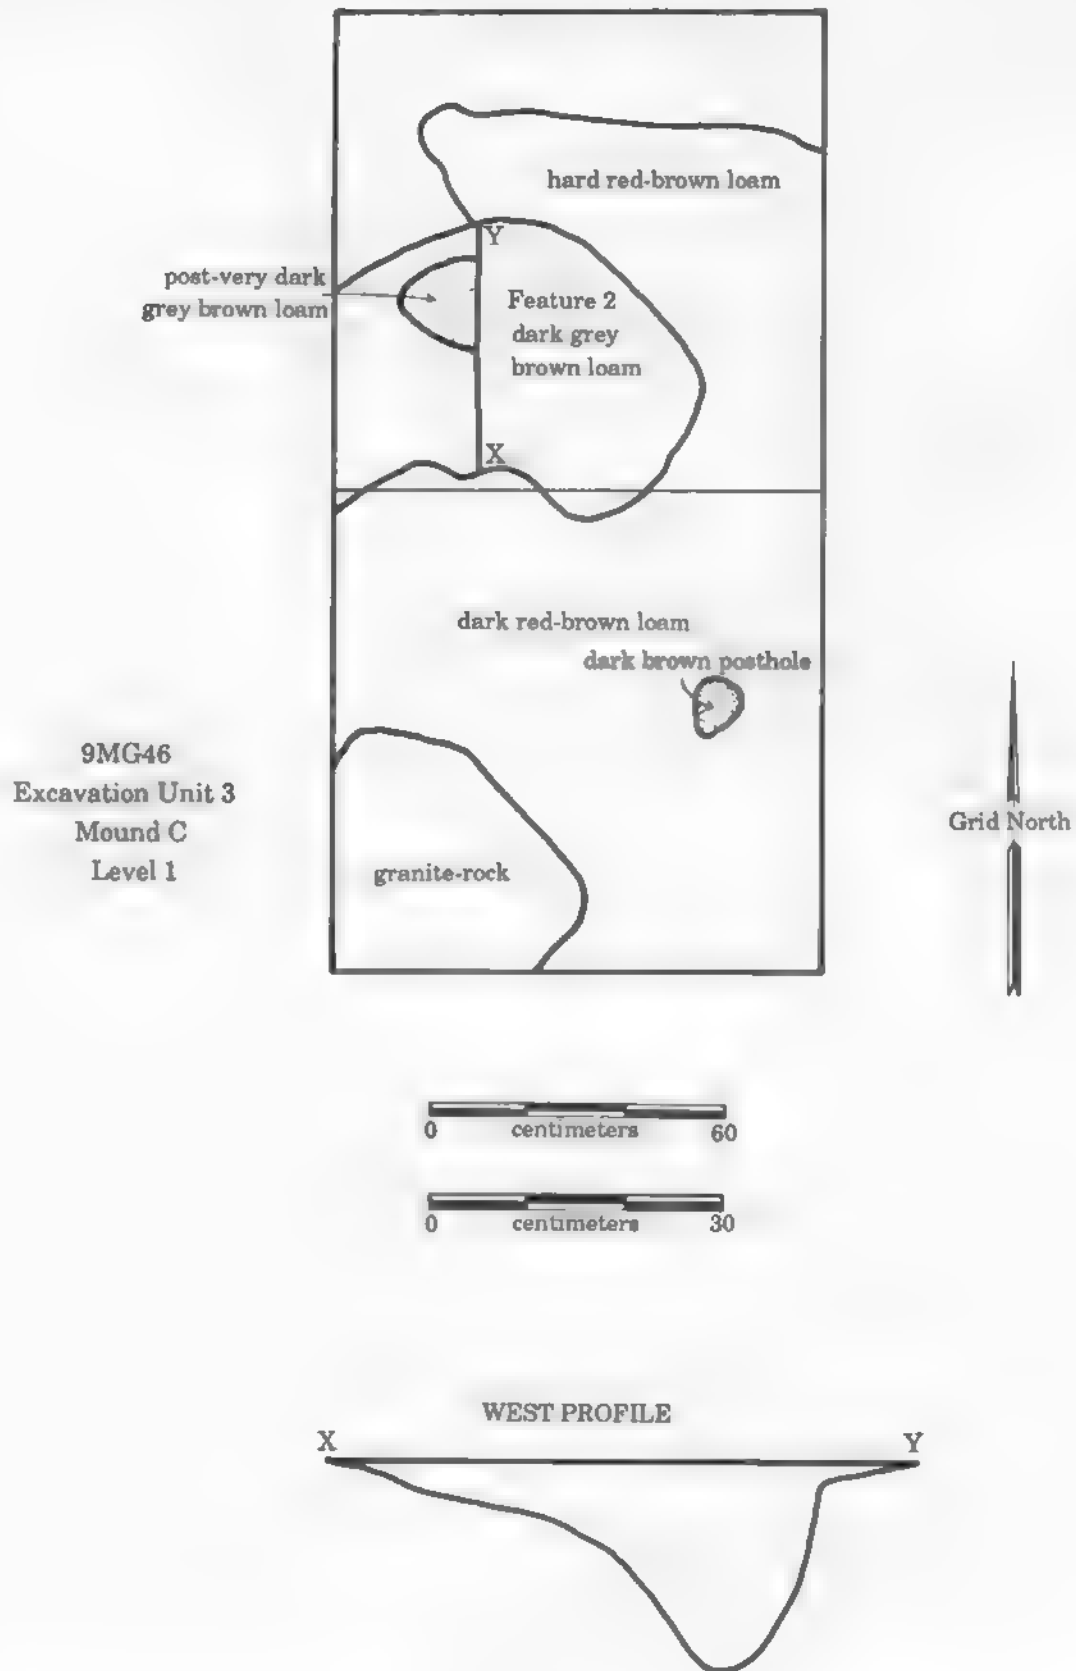 hard red-brown loam
Y
post-very dark
grey brown loam
Feature 2
dark grey
brown loam
X
dark red-brown loam
dark brown posthole
9MG46
Excavation Unit 3
Mound C
Level 1
granite-rock
Grid North
0 centimeters 60
0 centimeters 30
WEST PROFILE
X Y